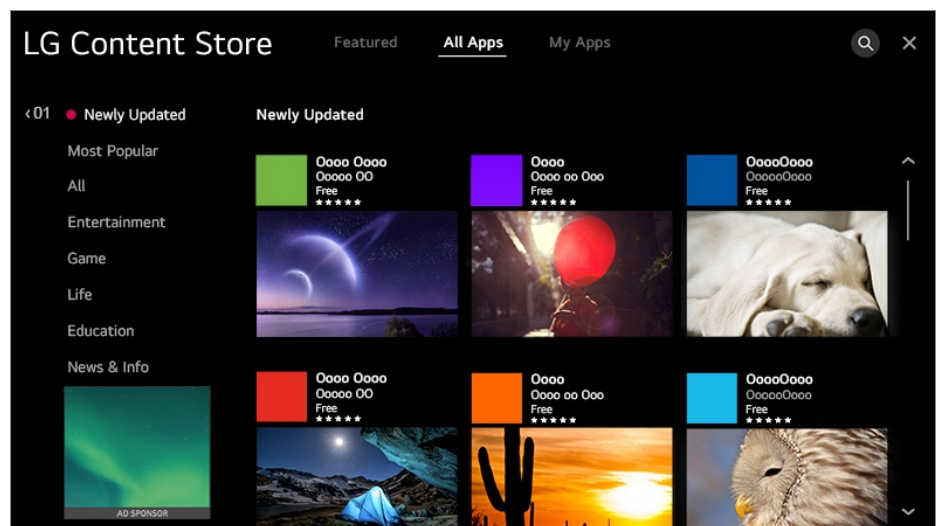 LG Content Store
Featured
All Apps
My Apps
‹01
Newly Updated
Most Popular
All
Entertainment
Game
Life
Education
News & Info
AD SPONSOR
Newly Updated
Oooo Oooo
Ooooo OO
Free
★★★★★
Oooo
Oooo oo Ooo
Free
★★★★★
OoooOooo
OooooOooo
Free
★★★★★
Oooo Oooo
Ooooo OO
Free
★★★★★
Oooo
Oooo oo Ooo
Free
★★★★★
OoooOooo
OooooOooo
Free
★★★★★